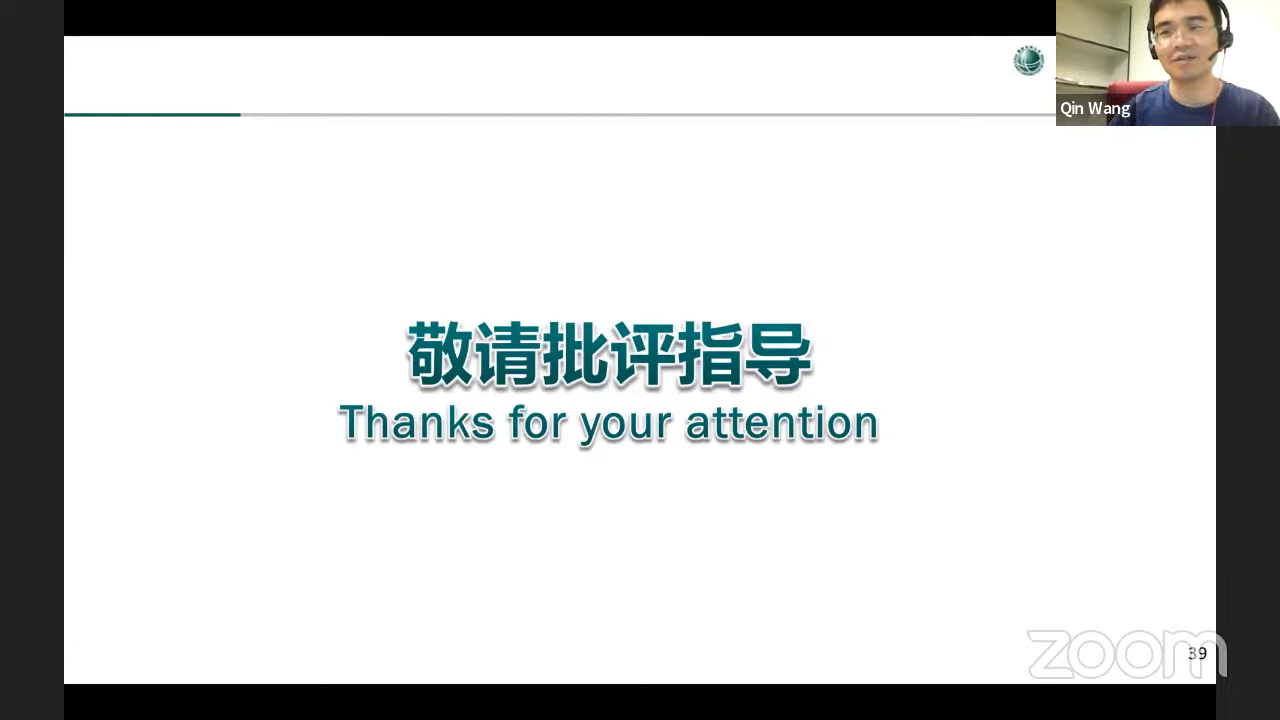 Qin Wang
敬请批评指导
Thanks for your attention
zoom
39